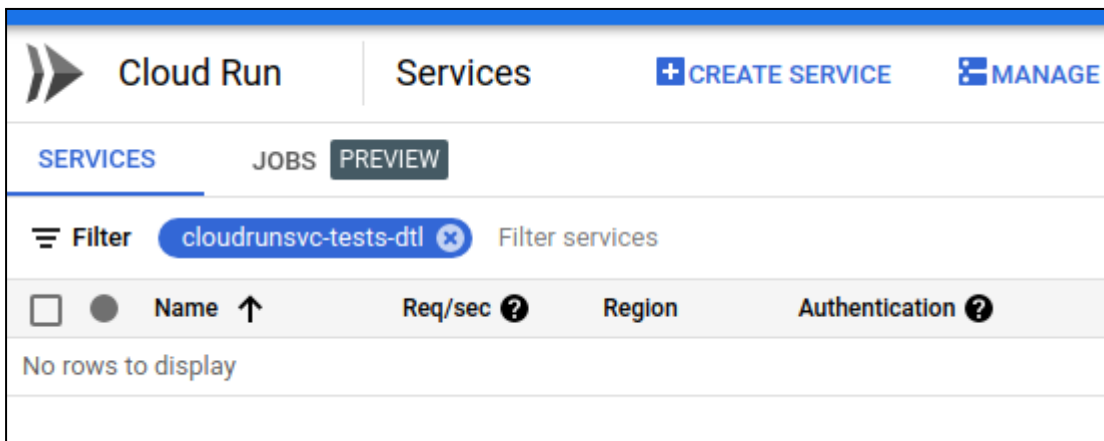 Cloud Run Services CREATE SERVICE MANAGE
SERVICES JOBS PREVIEW
Filter cloudrunsvc-tests-dtl Filter services
Name Req/sec Region Authentication
No rows to display